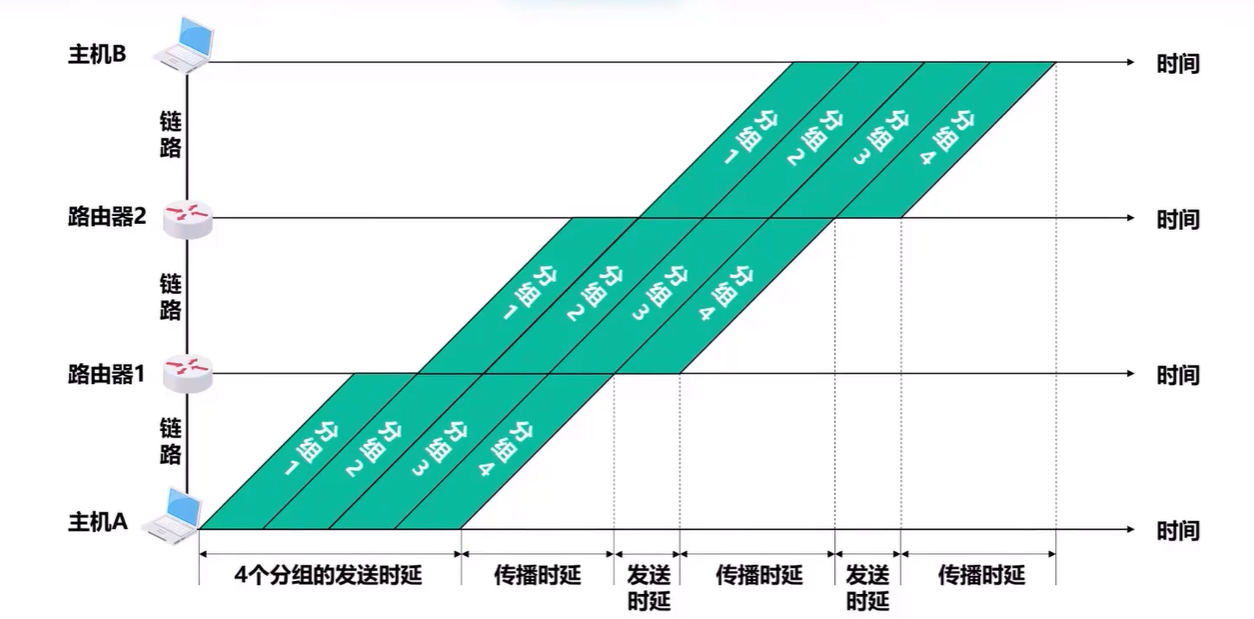 主机B
时间
链路
分组1
分组2
分组3
分组4
路由器2
时间
链路
分组1
分组2
分组3
分组4
路由器1
时间
链路
分组1
分组2
分组3
分组4
主机A
时间
4个分组的发送时延
传播时延
发送
时延
传播时延
发送
时延
传播时延